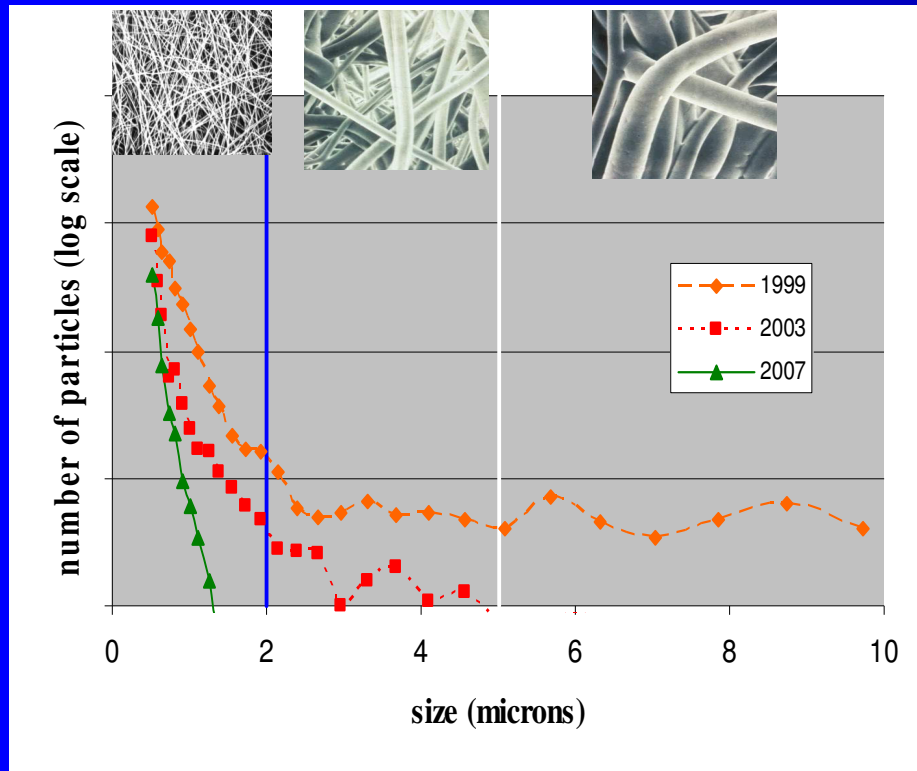 number of particles (log scale)
1999
2003
2007
0 2 4 6 8 10
size (microns)